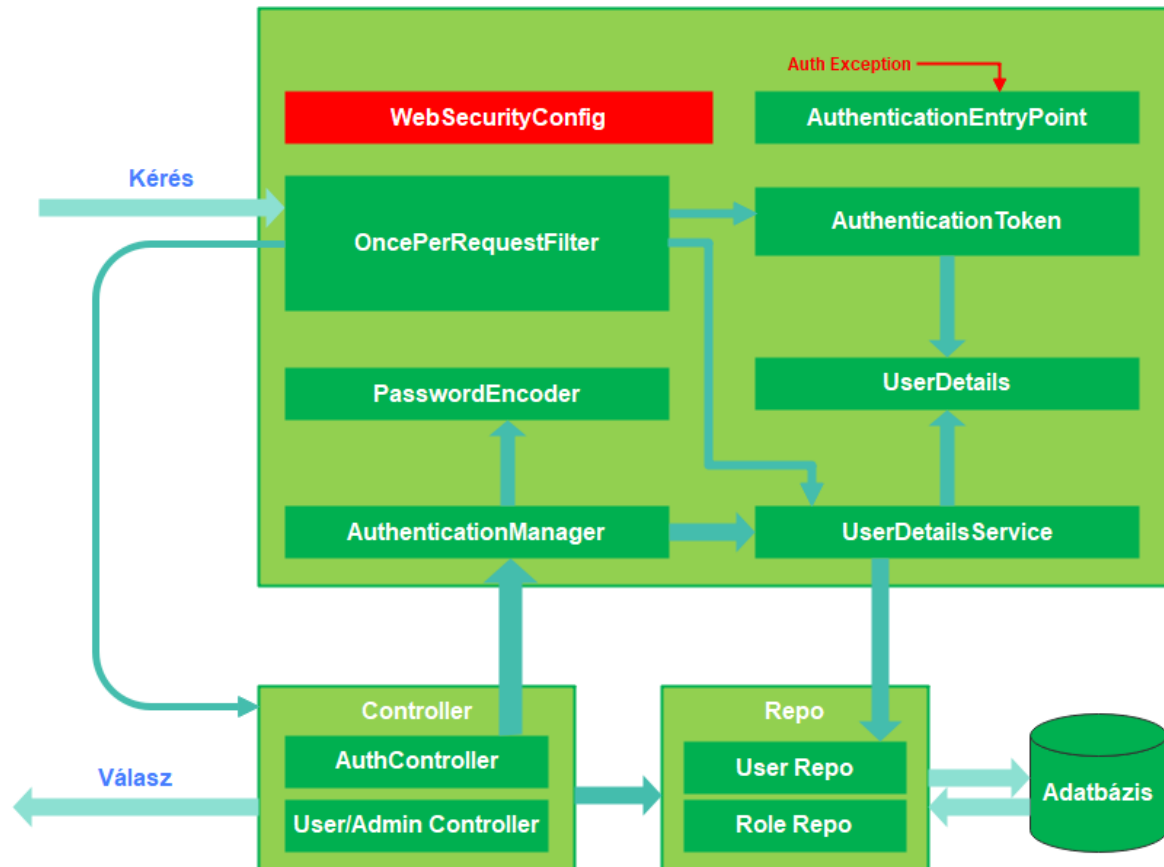 Auth Exception
WebSecurityConfig
AuthenticationEntryPoint
Kérés
OncePerRequestFilter
AuthenticationToken
PasswordEncoder
UserDetails
AuthenticationManager
UserDetailsService
Controller
AuthController
User/Admin Controller
Repo
User Repo
Role Repo
Adatbázis
Válasz